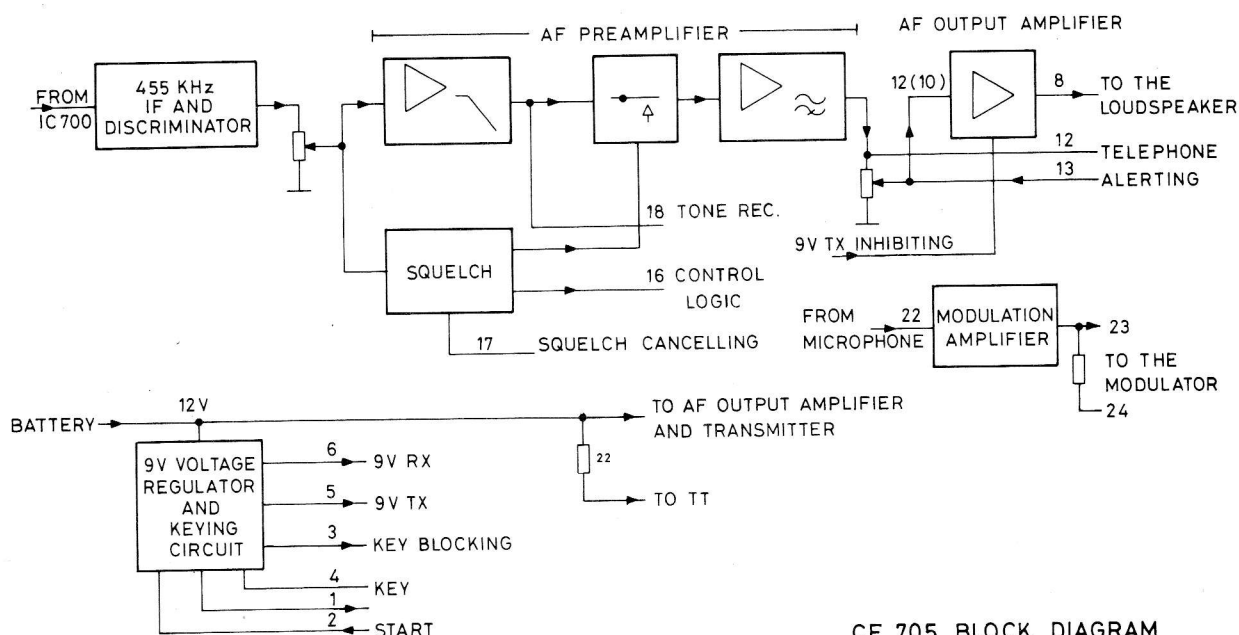 AF PREAMPLIFIER
AF OUTPUT AMPLIFIER
FROM
IC700
455 KHz
IF AND
DISCRIMINATOR
12(10)
8
TO THE
LOUDSPEAKER
12
TELEPHONE
13
ALERTING
18 TONE REC.
9V TX INHIBITING
SQUELCH
16 CONTROL
LOGIC
17
SQUELCH CANCELLING
FROM
MICROPHONE
22
MODULATION
AMPLIFIER
23
TO THE
MODULATOR
24
BATTERY
12V
TO AF OUTPUT AMPLIFIER
AND TRANSMITTER
22
TO TT
9V VOLTAGE
REGULATOR
AND
KEYING
CIRCUIT
6
9V RX
5
9V TX
3
KEY BLOCKING
4
KEY
1
2
START
CF 705 BLOCK DIAGRAM